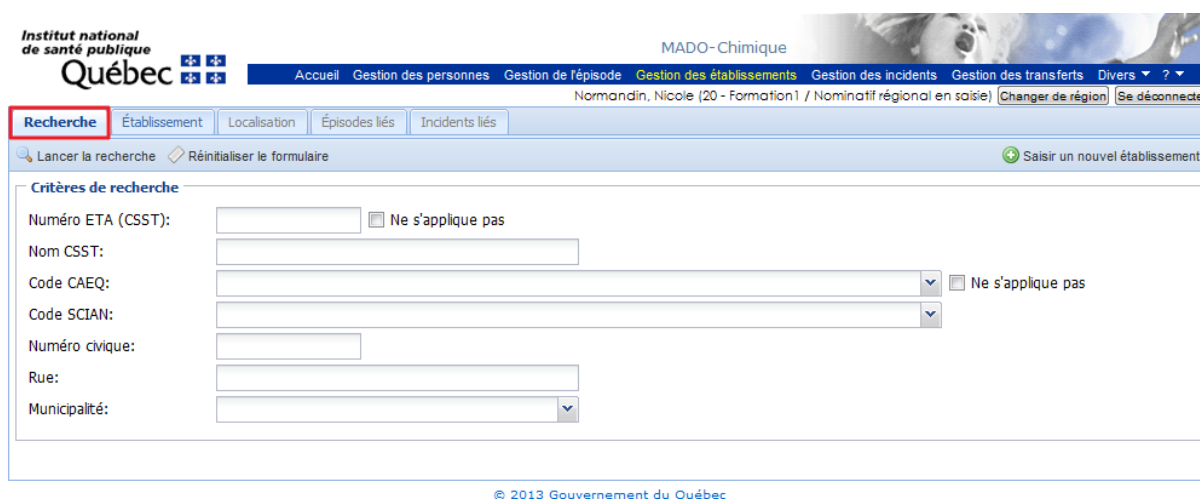 Institut national
de santé publique
Québec
MADO-Chimique
Accueil Gestion des personnes Gestion de l'épisode Gestion des établissements Gestion des incidents Gestion des transferts Divers ?
Normandin, Nicole (20 - Formation1 / Nominatif régional en saisie) Changer de région Se déconnecte
Recherche Établissement Localisation Épisodes liés Incidents liés
Lancer la recherche Réinitialiser le formulaire Saisir un nouvel établissement
Critères de recherche
Numéro ETA (CSST): Ne s'applique pas
Nom CSST:
Code CAEQ: Ne s'applique pas
Code SCIAN:
Numéro civique:
Rue:
Municipalité:
© 2013 Gouvernement du Québec